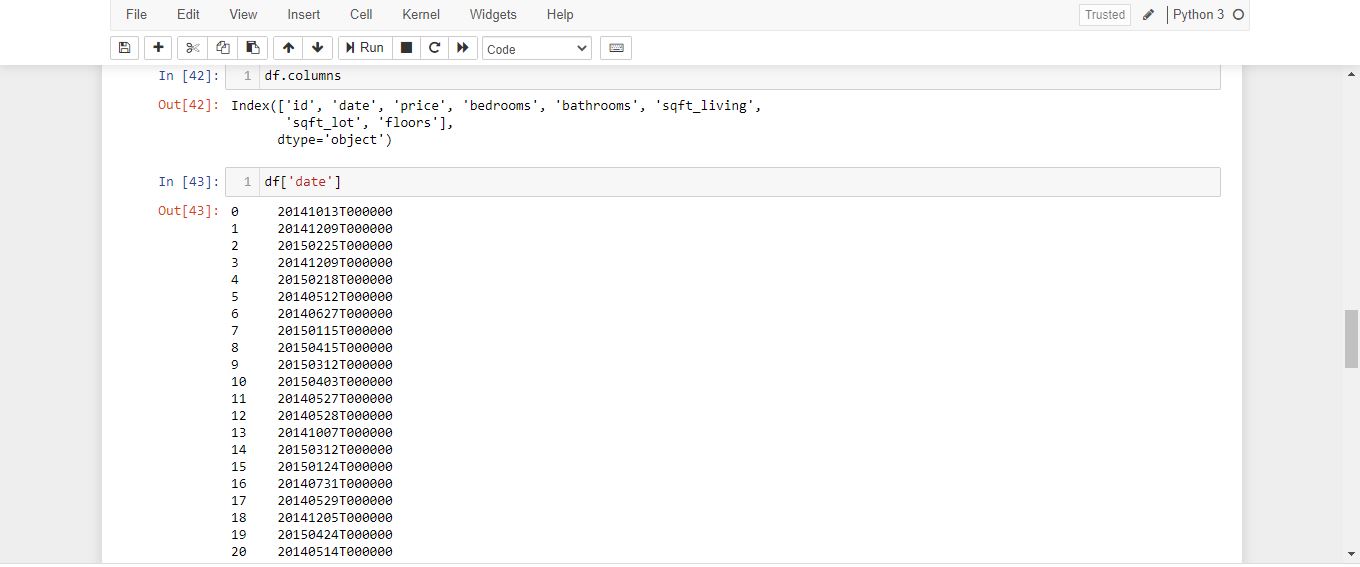 File Edit View Insert Cell Kernel Widgets Help Trusted Python 3
Run Code
In [42]: 1 df.columns
Out[42]: Index(['id', 'date', 'price', 'bedrooms', 'bathrooms', 'sqft_living',
'sqft_lot', 'floors'],
dtype='object')
In [43]: 1 df['date']
Out[43]: 0 20141013T000000
1 20141209T000000
2 20150225T000000
3 20141209T000000
4 20150218T000000
5 20140512T000000
6 20140627T000000
7 20150115T000000
8 20150415T000000
9 20150312T000000
10 20150403T000000
11 20140527T000000
12 20140528T000000
13 20141007T000000
14 20150312T000000
15 20150124T000000
16 20140731T000000
17 20140529T000000
18 20141205T000000
19 20150424T000000
20 20140514T000000